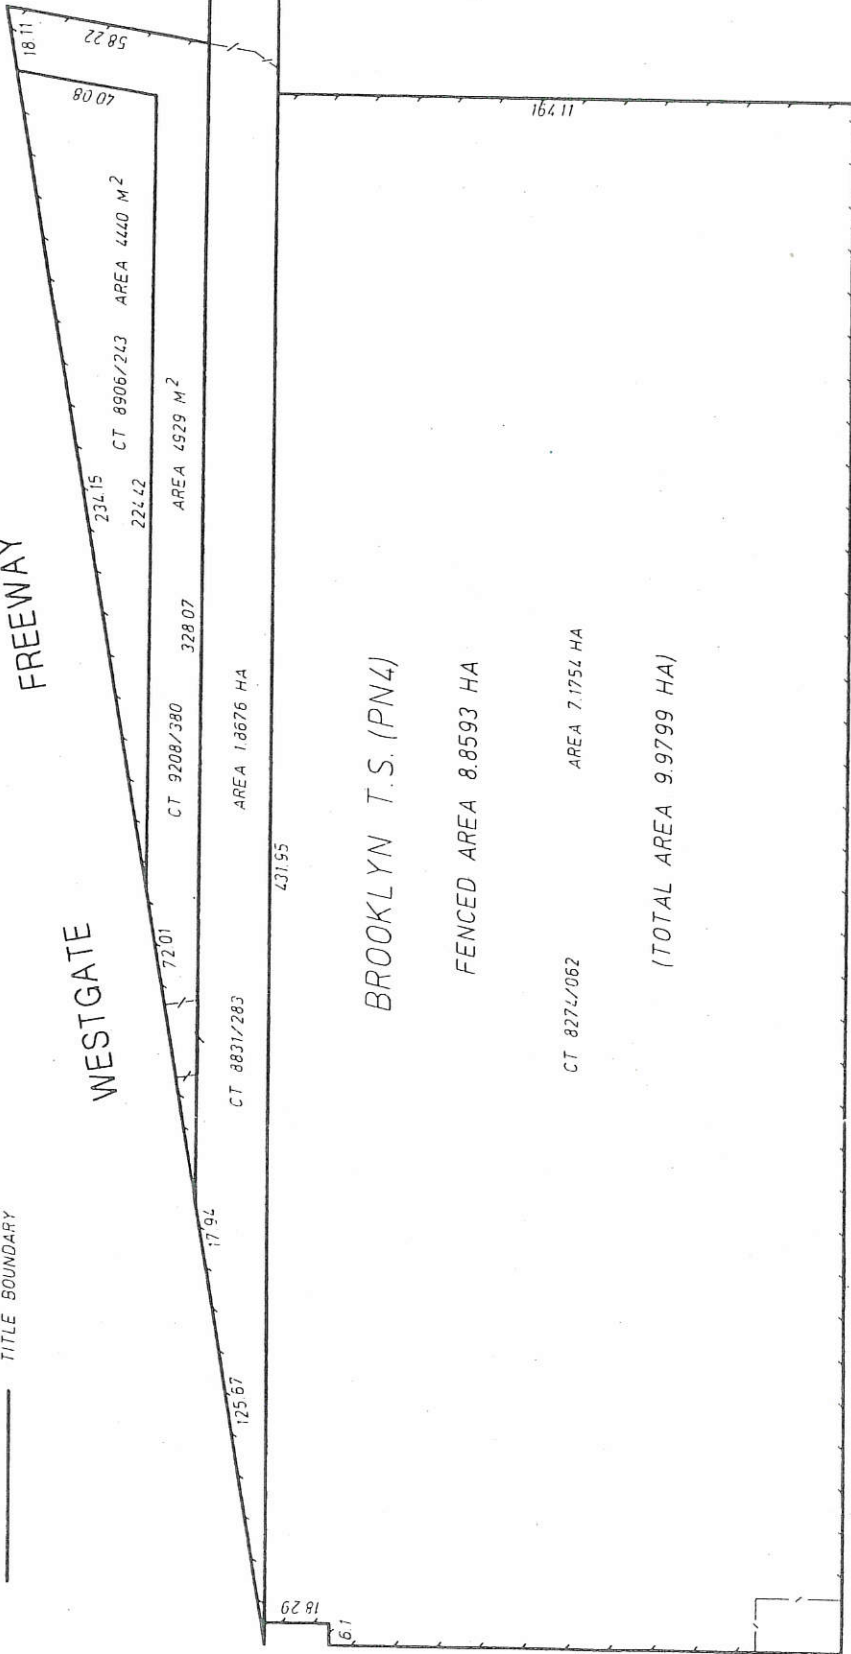 TITLE BOUNDARY
WESTGATE FREEWAY
18.11
58.22
40.08
234.15
CT 8906/243 AREA 4440 M²
224.42
CT 9208/380 AREA 4929 M²
328.07
72.01
17.94
125.67
CT 8831/283 AREA 1.8676 HA
431.95
164.11
18.29
6.1
BROOKLYN T.S. (PN4)
FENCED AREA 8.8593 HA
CT 8274/062 AREA 7.1754 HA
(TOTAL AREA 9.9799 HA)